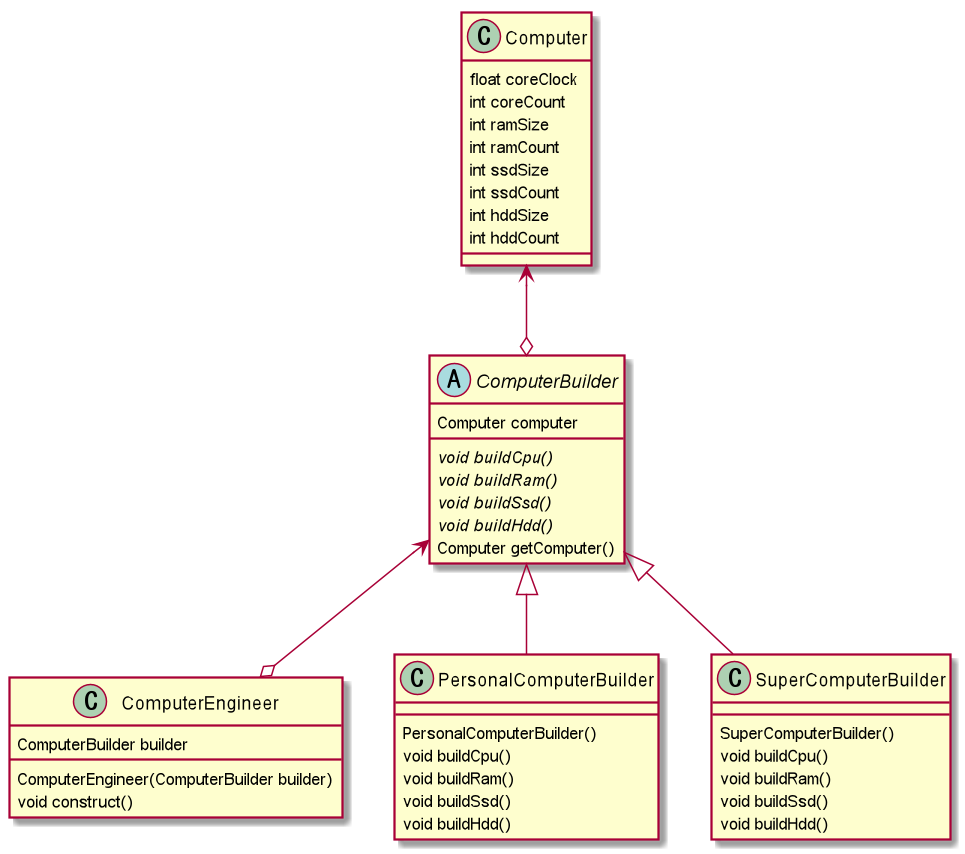 C Computer
float coreClock
int coreCount
int ramSize
int ramCount
int ssdSize
int ssdCount
int hddSize
int hddCount
A ComputerBuilder
Computer computer
void buildCpu()
void buildRam()
void buildSsd()
void buildHdd()
Computer getComputer()
C ComputerEngineer
ComputerBuilder builder
ComputerEngineer(ComputerBuilder builder)
void construct()
C PersonalComputerBuilder
PersonalComputerBuilder()
void buildCpu()
void buildRam()
void buildSsd()
void buildHdd()
C SuperComputerBuilder
SuperComputerBuilder()
void buildCpu()
void buildRam()
void buildSsd()
void buildHdd()